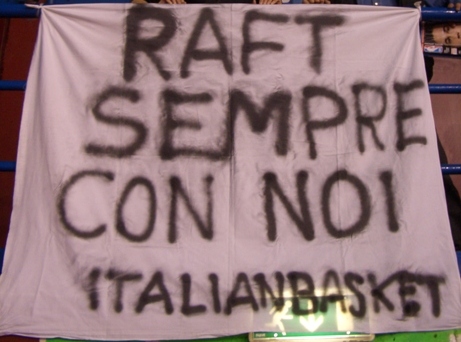 RAFT
SEMPRE
CON NOI
ITALIANBASKET